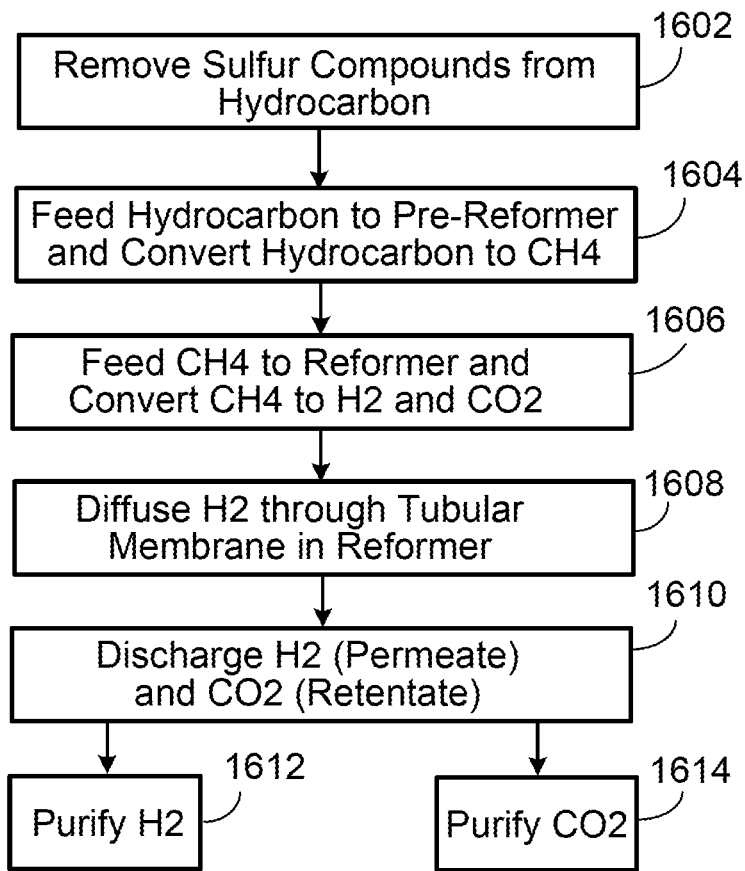 1602
Remove Sulfur Compounds from
Hydrocarbon
1604
Feed Hydrocarbon to Pre-Reformer
and Convert Hydrocarbon to CH4
1606
Feed CH4 to Reformer and
Convert CH4 to H2 and CO2
1608
Diffuse H2 through Tubular
Membrane in Reformer
1610
Discharge H2 (Permeate)
and CO2 (Retentate)
1612
Purify H2
1614
Purify CO2